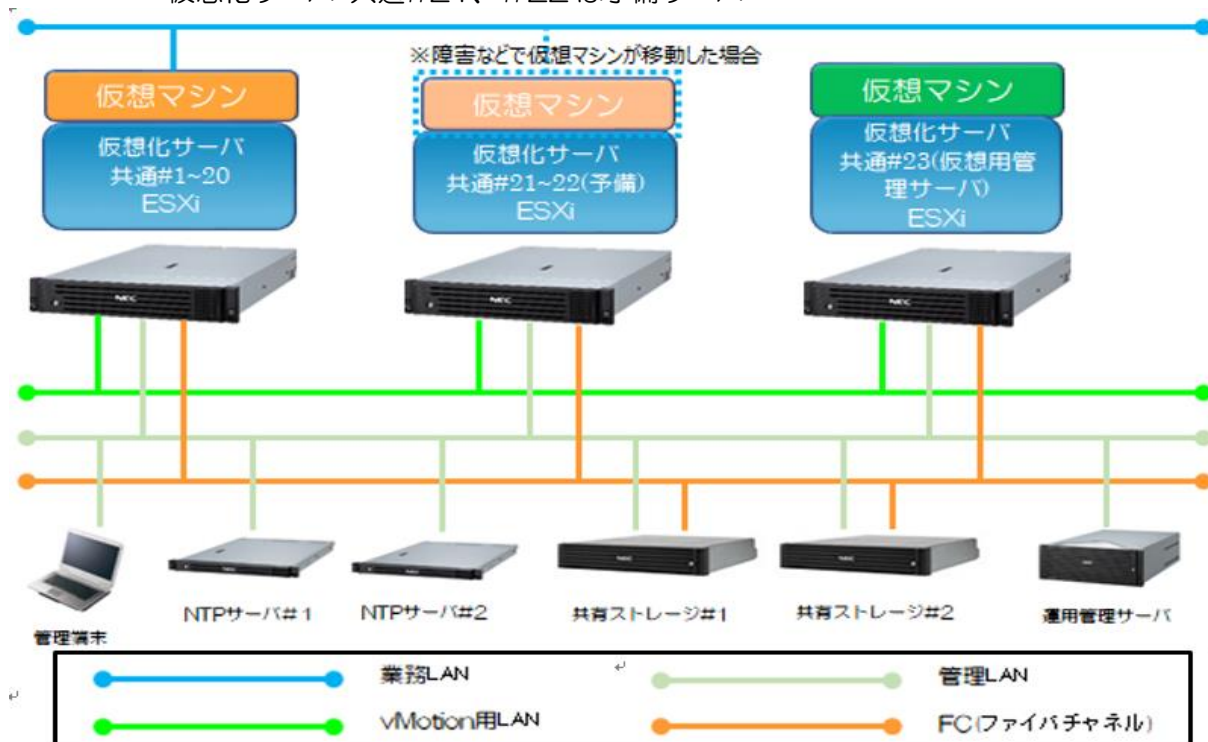 ※障害などで仮想マシンが移動した場合
仮想マシン
仮想マシン
仮想マシン
仮想化サーバ
共通#1~20
ESXi
仮想化サーバ
共通#21~22(予備)
ESXi
仮想化サーバ
共通#23(仮想用管
理サーバ)
ESXi
NEC
NEC
NEC
管理端末
NTPサーバ#1
NTPサーバ#2
共有ストレージ#1
共有ストレージ#2
運用管理サーバ
業務LAN
管理LAN
vMotion用LAN
FC(ファイバチャネル)